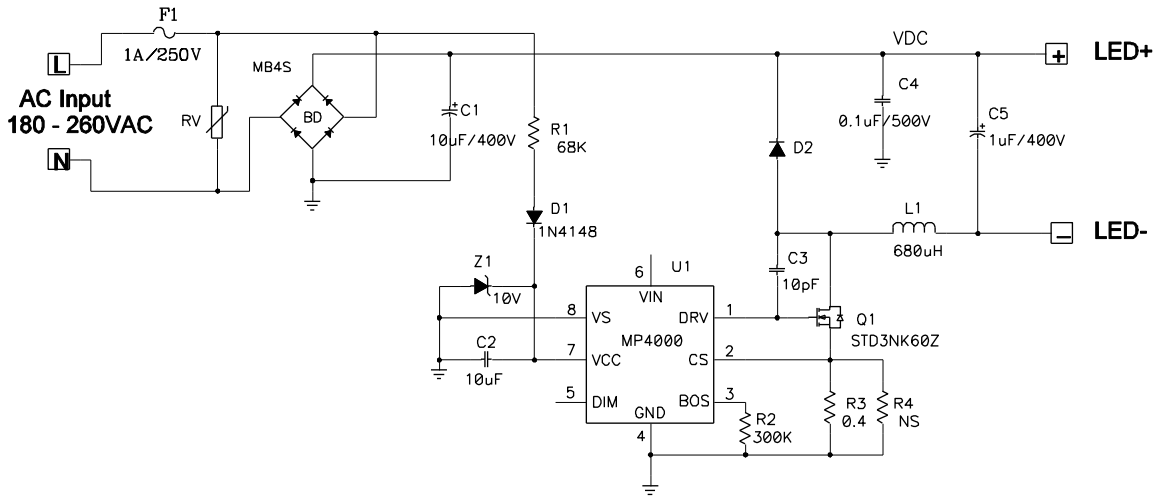 F1
1A/250V
L
AC Input
180 - 260VAC
N
RV
MB4S
BD
C1
10uF/400V
R1
68K
D1
1N4148
Z1
10V
C2
10uF
VDC
C4
0.1uF/500V
C5
1uF/400V
D2
L1
680uH
+
LED+
−
LED-
C3
10pF
Q1
STD3NK60Z
U1
MP4000
6
VIN
8
VS
7
VCC
5
DIM
GND
4
DRV
1
CS
2
BOS
3
R2
300K
R3
0.4
R4
NS